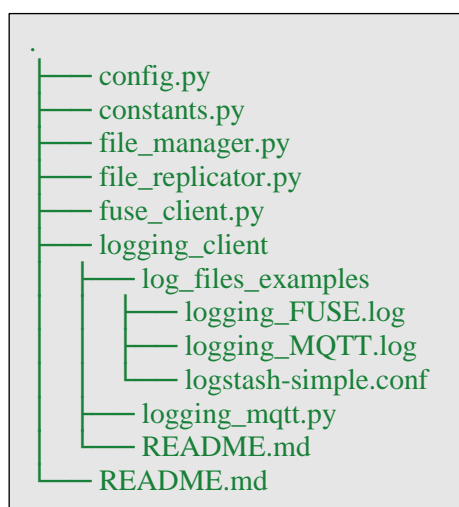 .
├── config.py
├── constants.py
├── file_manager.py
├── file_replicator.py
├── fuse_client.py
├── logging_client
│   ├── log_files_examples
│   │   ├── logging_FUSE.log
│   │   ├── logging_MQTT.log
│   │   └── logstash-simple.conf
│   ├── logging_mqtt.py
│   └── README.md
└── README.md